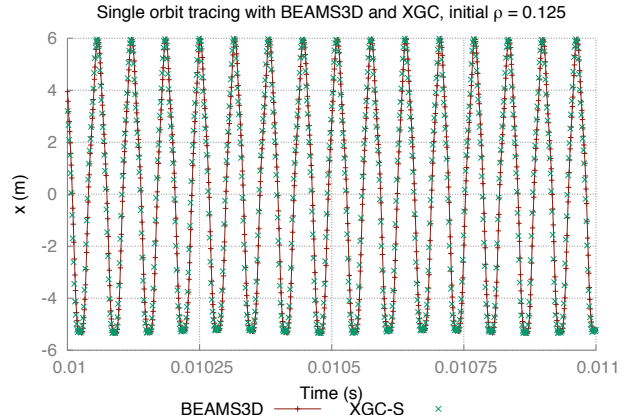 Single orbit tracing with BEAMS3D and XGC, initial ρ = 0.125
6
4
2
0
-2
-4
-6
x (m)
0.01 0.01025 0.0105 0.01075 0.011
Time (s)
BEAMS3D XGC-S